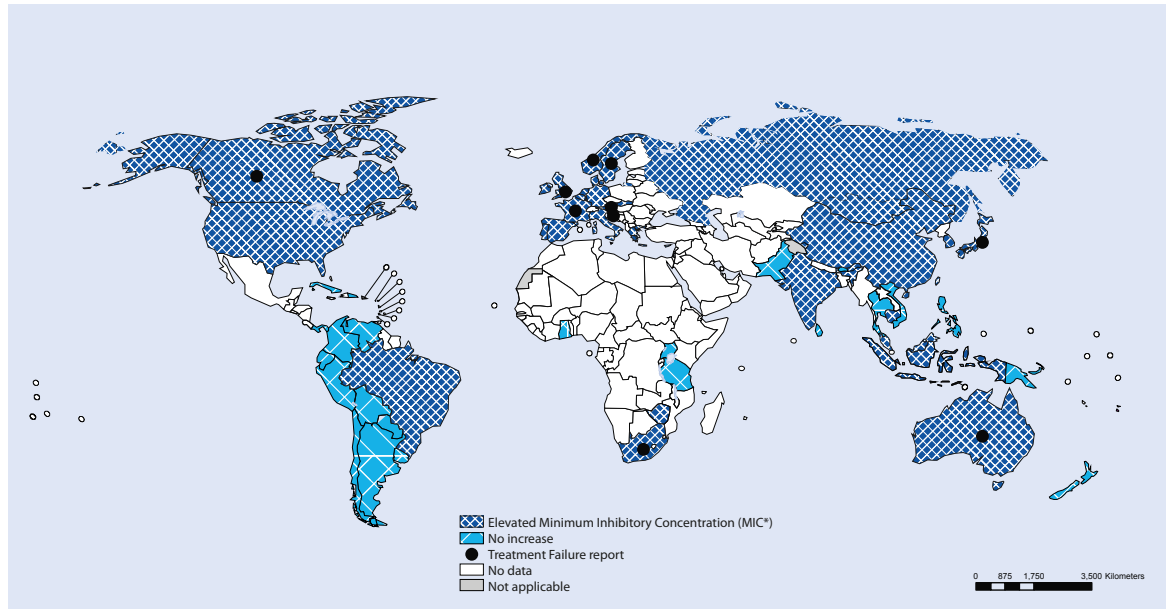 Elevated Minimum Inhibitory Concentration (MIC*)
No increase
Treatment Failure report
No data
Not applicable
0 875 1,750 3,500 Kilometers